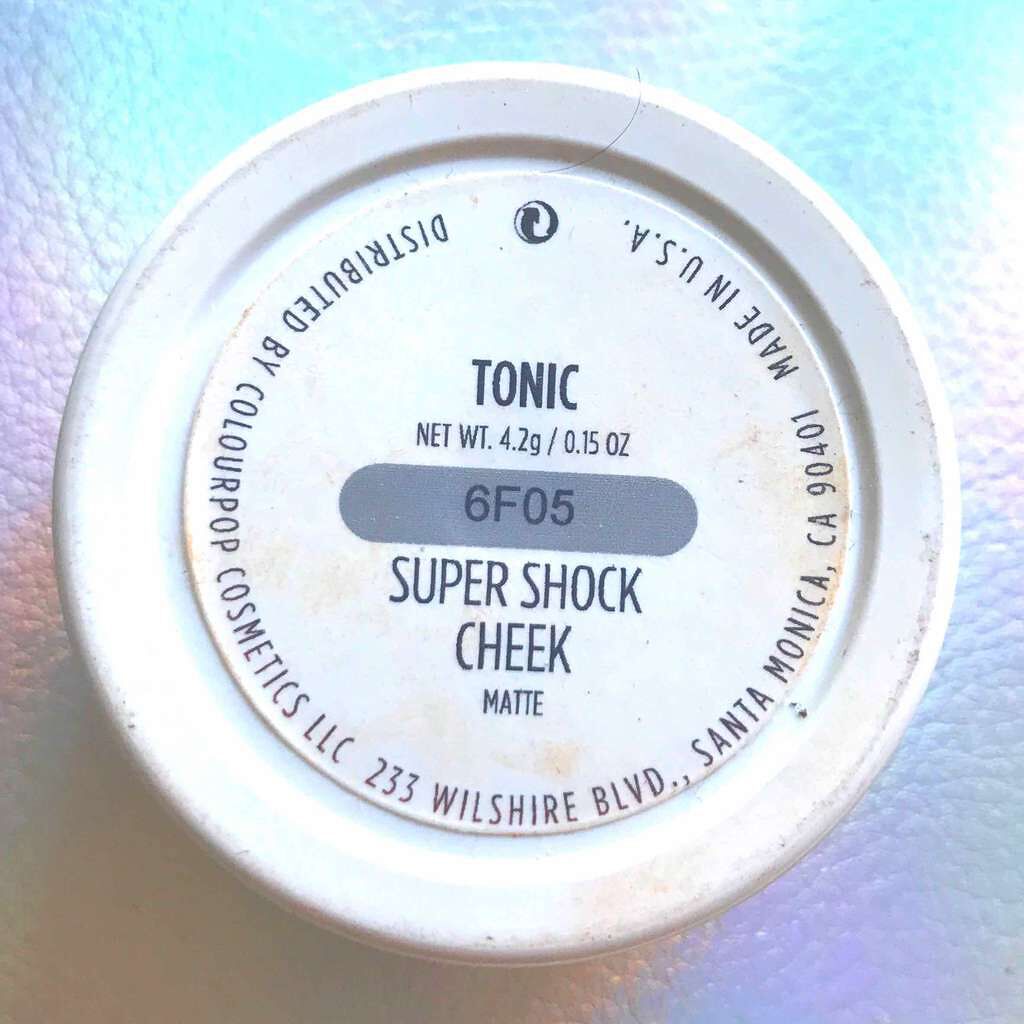 TONIC
NET WT. 4.2g / 0.15 OZ
6F05
SUPER SHOCK
CHEEK
MATTE
DISTRIBUTED BY COLOURPOP COSMETICS LLC 233 WILSHIRE BLVD., SANTA MONICA, CA 90401 MADE IN U.S.A.